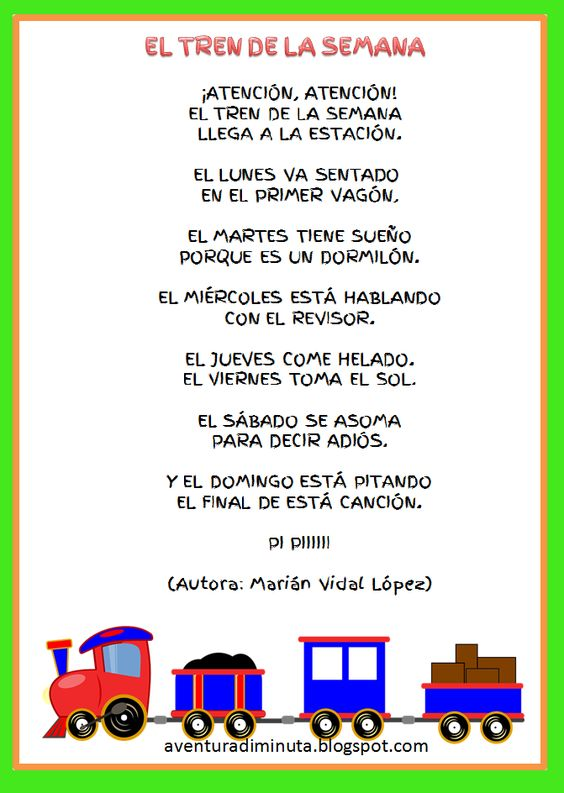 EL TREN DE LA SEMANA
¡ATENCIÓN, ATENCIÓN!
EL TREN DE LA SEMANA
LLEGA A LA ESTACIÓN.
EL LUNES VA SENTADO
EN EL PRIMER VAGÓN,
EL MARTES TIENE SUEÑO
PORQUE ES UN DORMILÓN.
EL MIÉRCOLES ESTÁ HABLANDO
CON EL REVISOR.
EL JUEVES COME HELADO.
EL VIERNES TOMA EL SOL.
EL SÁBADO SE ASOMA
PARA DECIR ADIÓS.
Y EL DOMINGO ESTÁ PITANDO
EL FINAL DE ESTÁ CANCIÓN.
PI PIIIIII
(Autora: Marián Vidal López)
aventuradiminuta.blogspot.com